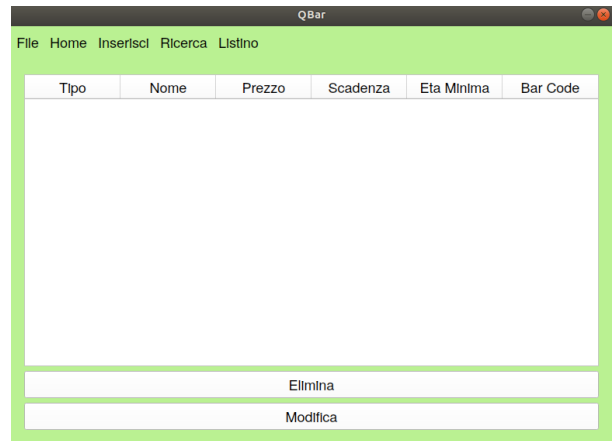 QBar
File Home Inserisci Ricerca Listino
Tipo Nome Prezzo Scadenza Eta Minima Bar Code
Elimina
Modifica